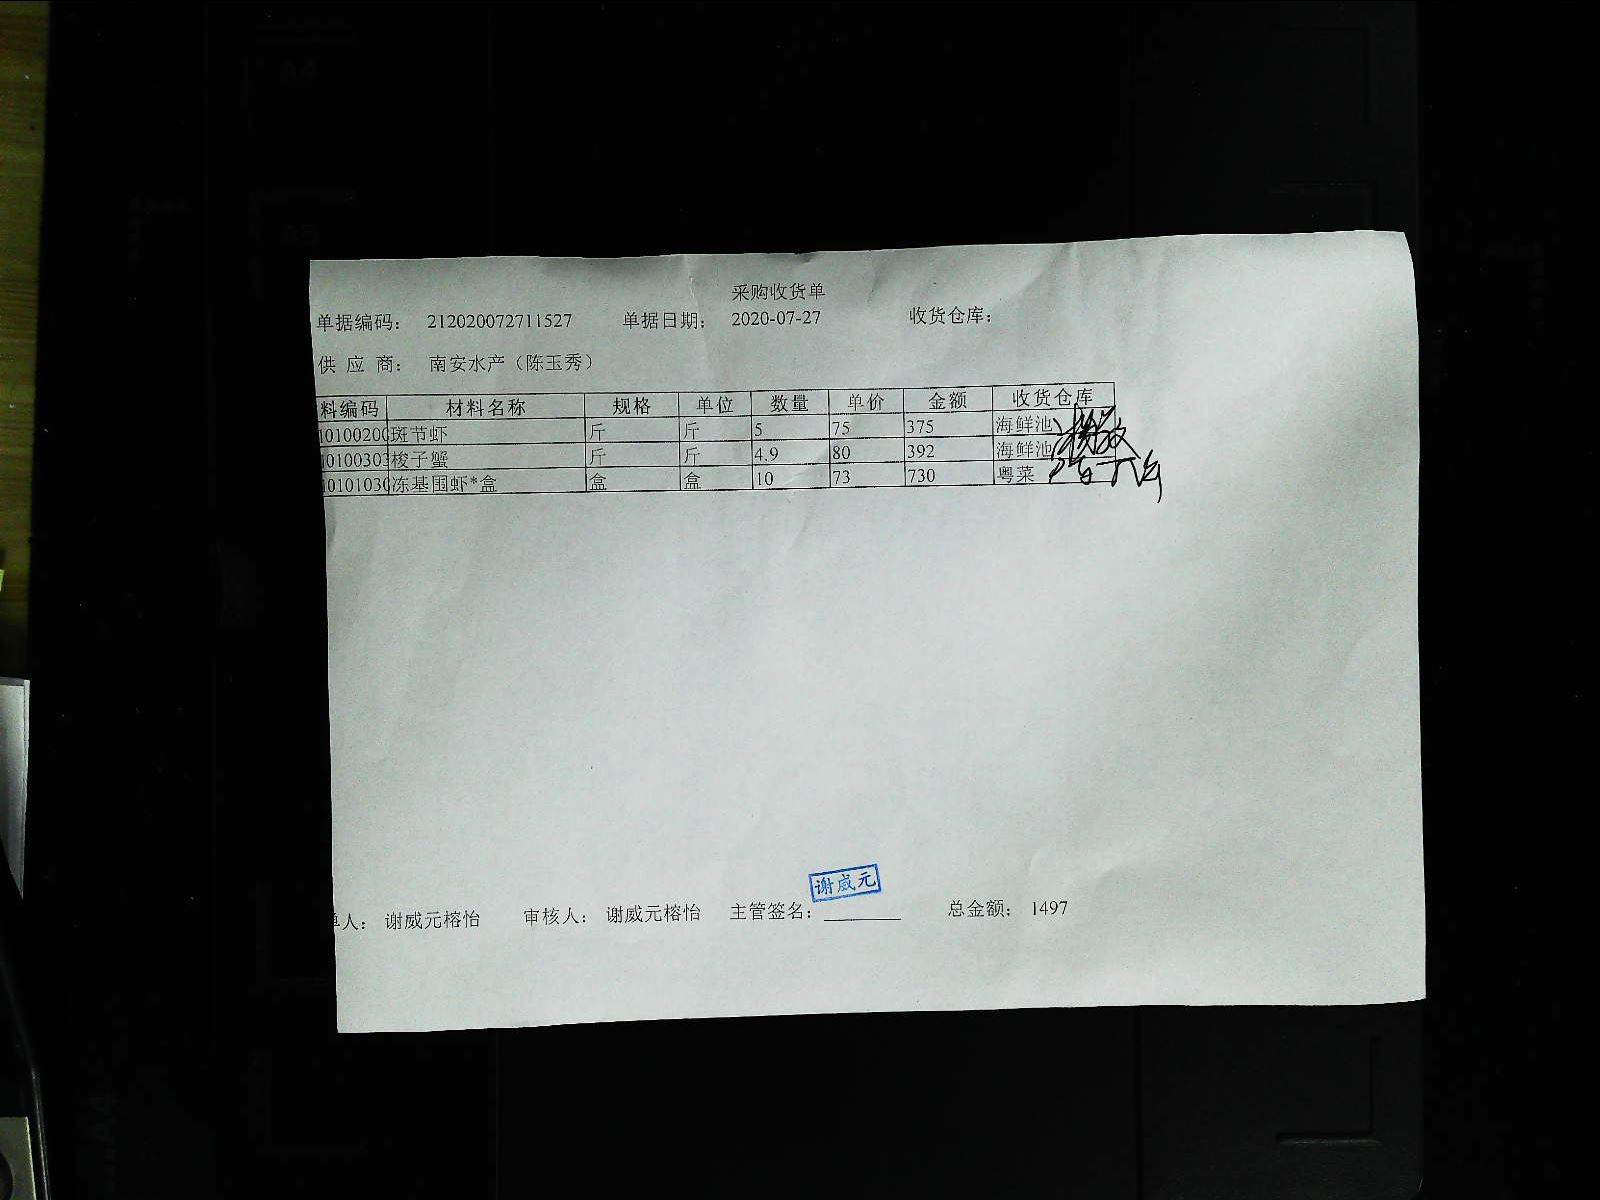 采购收货单
单据编码： 212020072711527 单据日期： 2020-07-27 收货仓库：
供 应 商： 南安水产（陈玉秀）
料编码 材料名称 规格 单位 数量 单价 金额 收货仓库
1010020 斑节虾 斤 斤 5 75 375 海鲜池
1010030 梭子蟹 斤 斤 4.9 80 392 海鲜池
1010103 冻基围虾*盒 盒 盒 10 73 730 粤菜
谢威元
单人： 谢威元榕怡 审核人： 谢威元榕怡 主管签名： 总金额： 1497